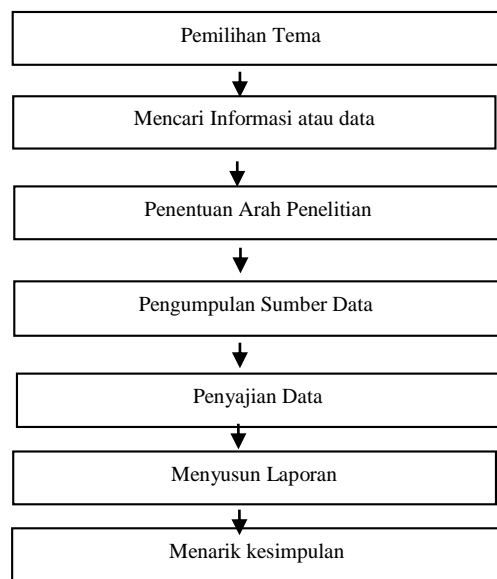 Pemilihan Tema
Mencari Informasi atau data
Penentuan Arah Penelitian
Pengumpulan Sumber Data
Penyajian Data
Menyusun Laporan
Menarik kesimpulan